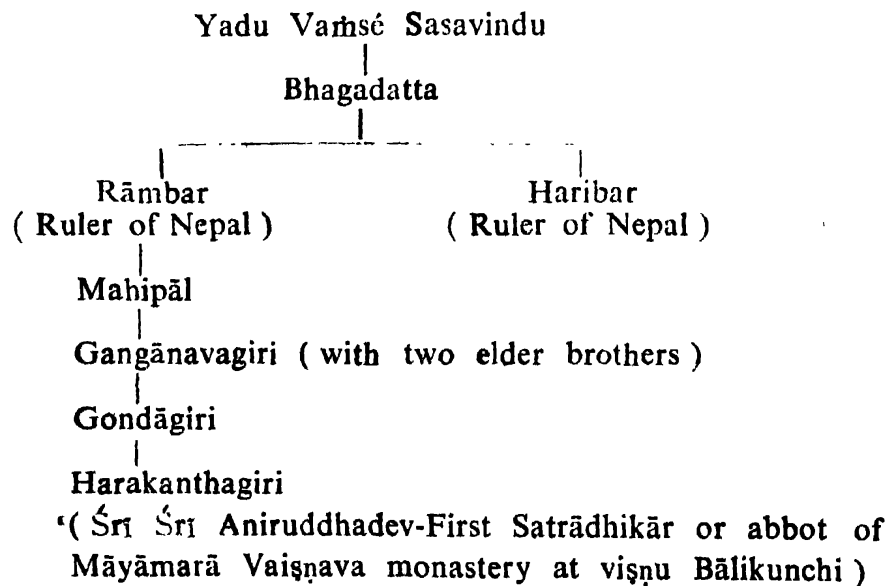 Yadu Vaṁsé Sasavindu
Bhagadatta
Rāmbar Haribar
( Ruler of Nepal ) ( Ruler of Nepal )
Mahipāl
Gangānavagiri ( with two elder brothers )
Gondāgiri
Harakanthagiri
‘( Śrī Śrī Aniruddhadev-First Satrādhikār or abbot of
Māyāmarā Vaiṣṇava monastery at viṣṇu Bālikunchi )